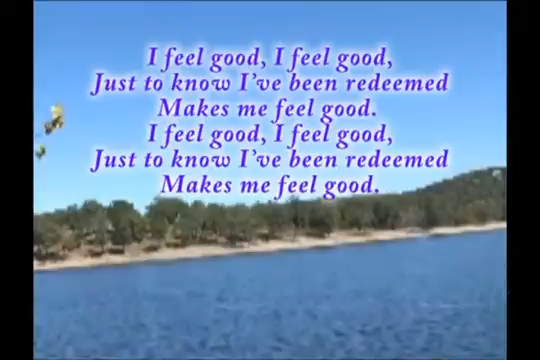 I feel good, I feel good,
Just to know I've been redeemed
Makes me feel good.
I feel good, I feel good,
Just to know I've been redeemed
Makes me feel good.